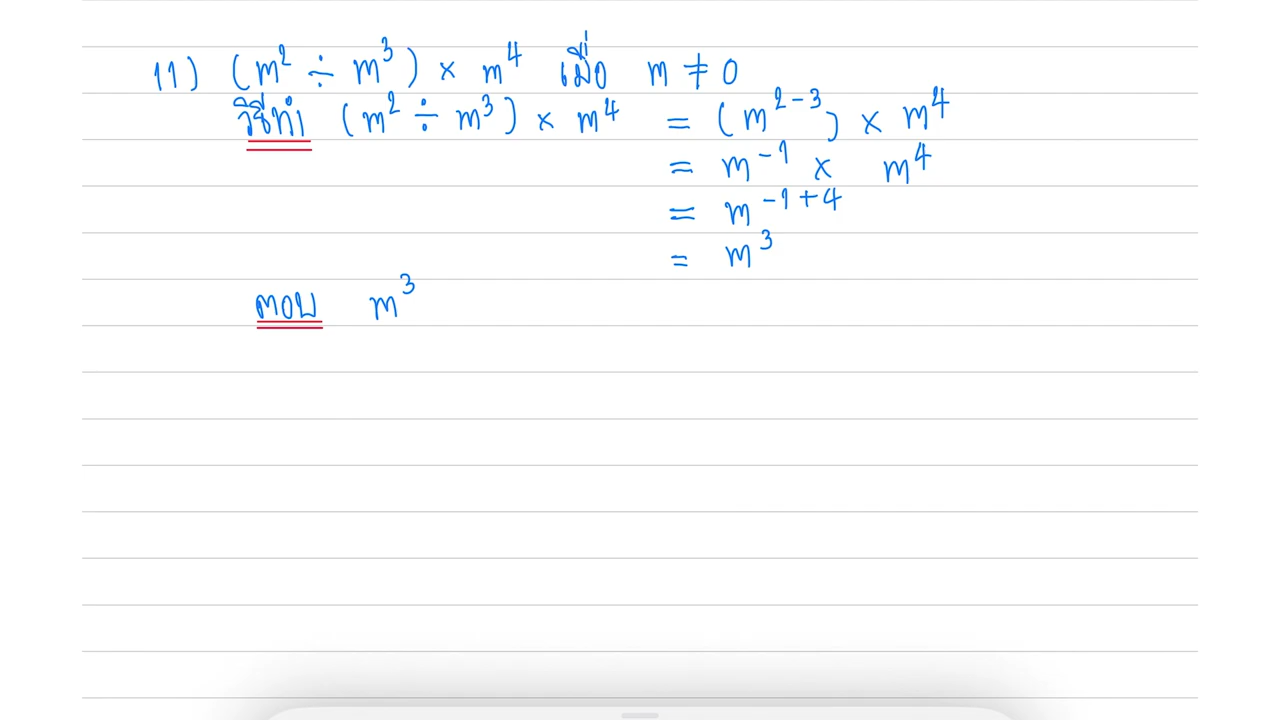 11) (m² ÷ m³) × m⁴ เมื่อ m ≠ 0
วิธีทำ (m² ÷ m³) × m⁴ = (m²⁻³) × m⁴
= m⁻¹ × m⁴
= m⁻¹⁺⁴
= m³
ตอบ m³